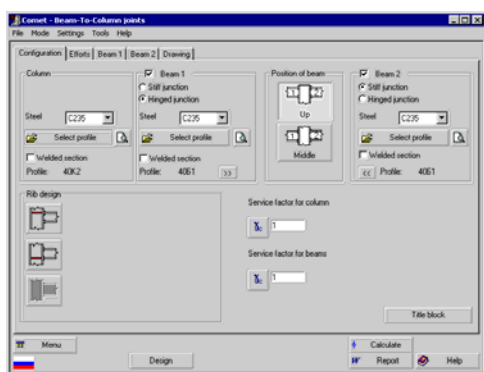 Comet - Beam-To-Column joints
File Mode Settings Tools Help
Configuration Efforts Beam 1 Beam 2 Drawing
Column
Steel C235
Select profile
Welded section
Profile: 40K2
Beam 1
Stiff junction
Hinged junction
Steel C235
Select profile
Welded section
Profile: 40Б1 >>
Position of beam
Up
Middle
Beam 2
Stiff junction
Hinged junction
Steel C235
Select profile
Welded section
<< Profile: 40Б1
Rib design
Service factor for column
γc 1
Service factor for beams
γc 1
Title block
Menu
Calculate
Design
W Report
Help